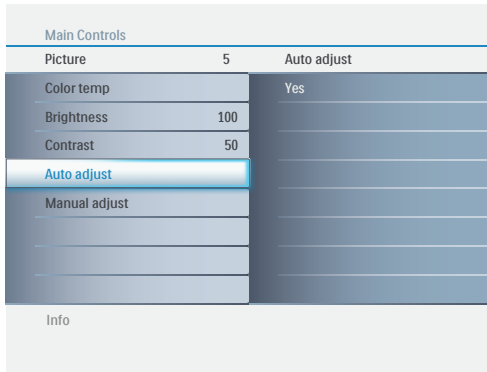 Main Controls
Picture 5 Auto adjust
Color temp Yes
Brightness 100
Contrast 50
Auto adjust
Manual adjust
Info